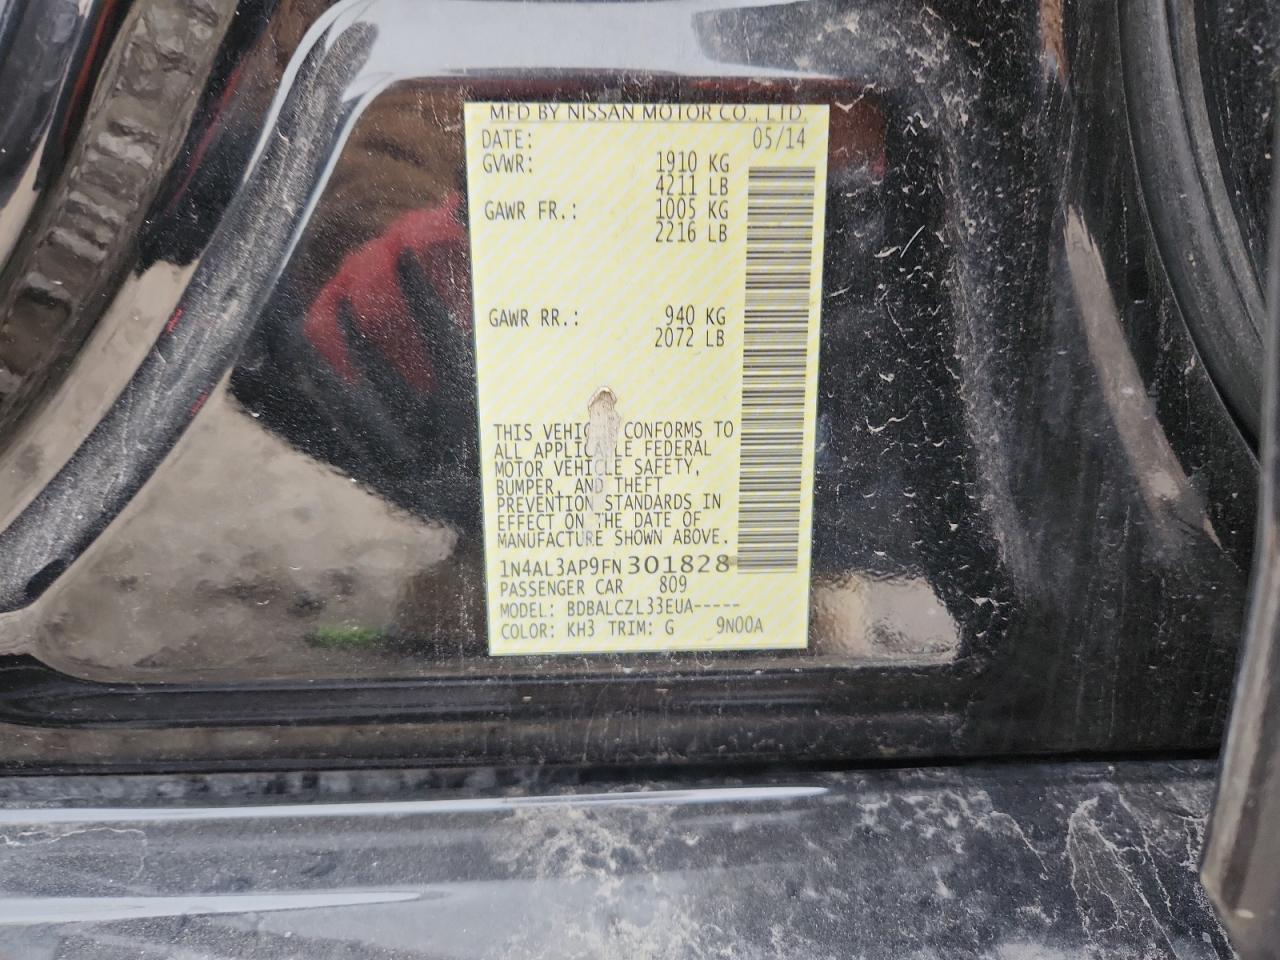 MFD BY NISSAN MOTOR CO., LTD.
DATE: 05/14
GVWR: 1910 KG
4211 LB
GAWR FR.: 1005 KG
2216 LB
GAWR RR.: 940 KG
2072 LB
THIS VEHIC CONFORMS TO
ALL APPLIC LE FEDERAL
MOTOR VEHICLE SAFETY,
BUMPER, AND THEFT
PREVENTION STANDARDS IN
EFFECT ON THE DATE OF
MANUFACTURE SHOWN ABOVE.
1N4AL3AP9FN301828
PASSENGER CAR 809
MODEL: BDBALCZL33EUA-----
COLOR: KH3 TRIM: G 9N00A